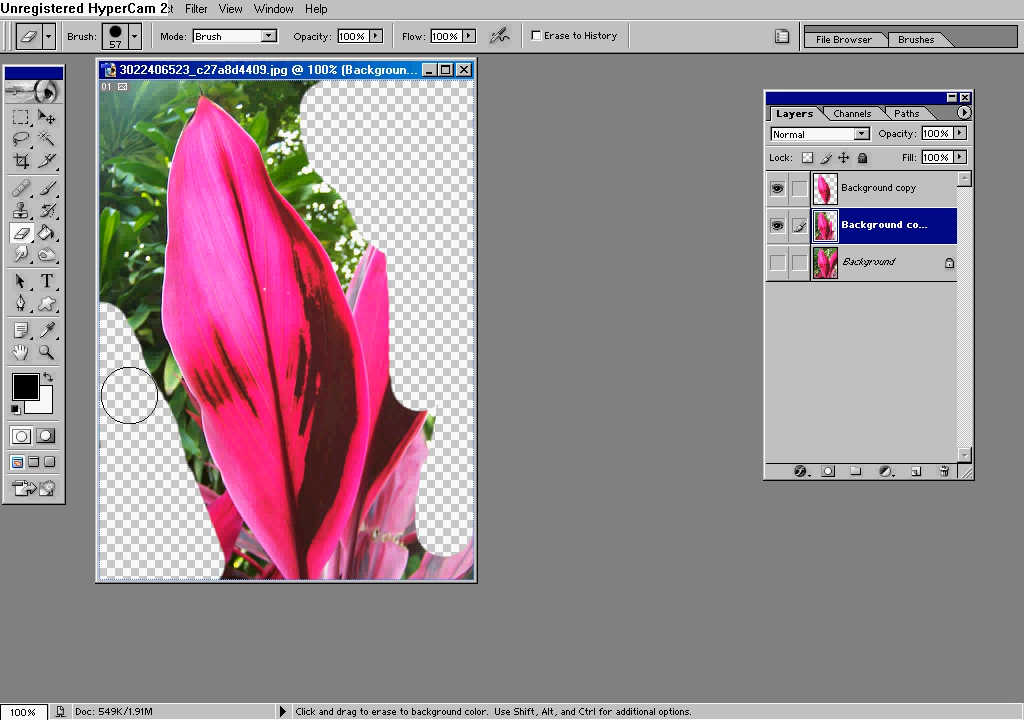 Unregistered HyperCam 2 t Filter View Window Help
Brush: 57 Mode: Brush Opacity: 100% Flow: 100% Erase to History File Browser Brushes
3022406523_c27a8d4409.jpg @ 100% (Backgroun...
01
Layers Channels Paths
Normal Opacity: 100%
Lock: Fill: 100%
Background copy
Background co...
Background
T
100% Doc: 549K/1.91M Click and drag to erase to background color. Use Shift, Alt, and Ctrl for additional options.